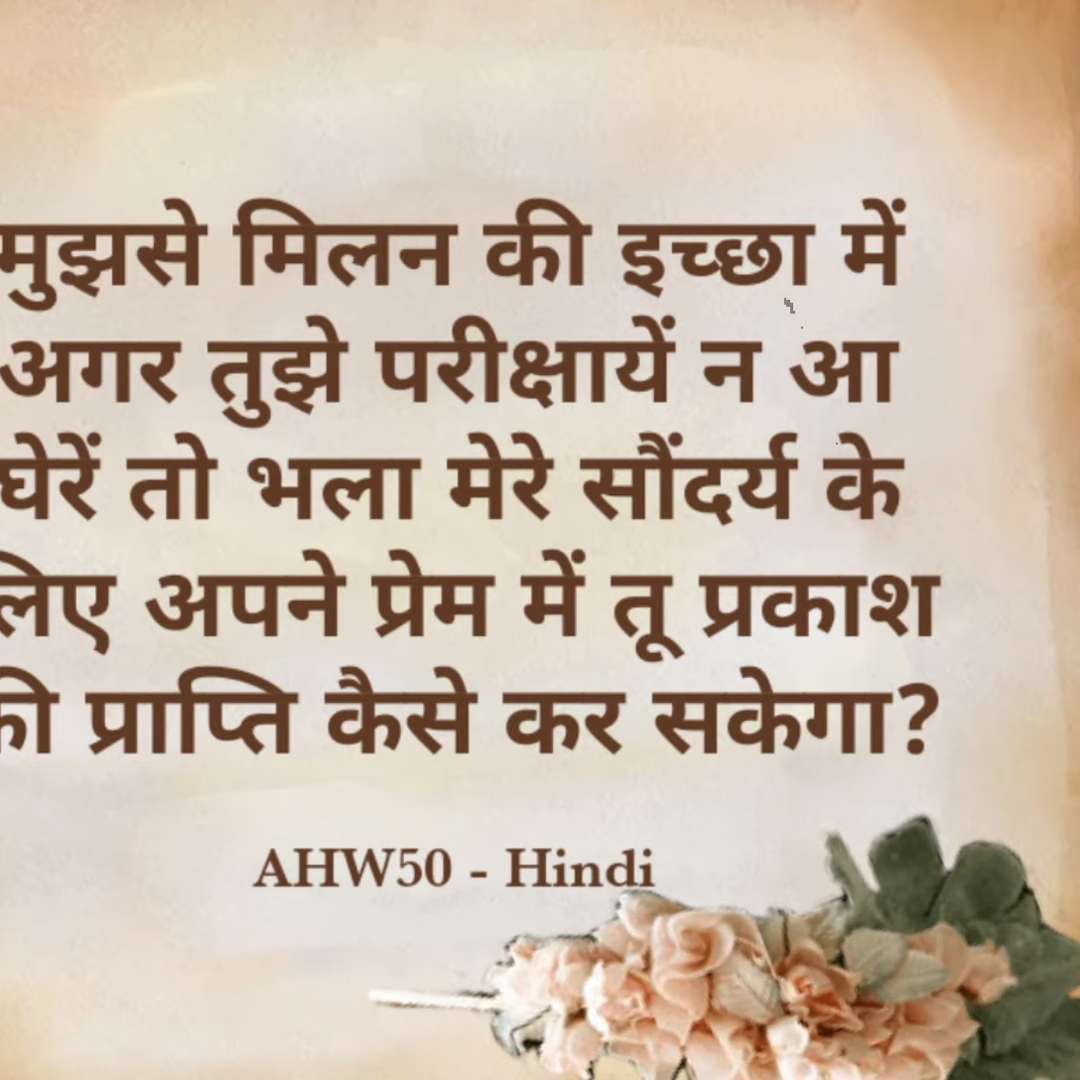 मुझसे मिलन की इच्छा में
अगर तुझे परीक्षायें न आ
घेरें तो भला मेरे सौंदर्य के
लिए अपने प्रेम में तू प्रकाश
की प्राप्ति कैसे कर सकेगा?
AHW50 - Hindi